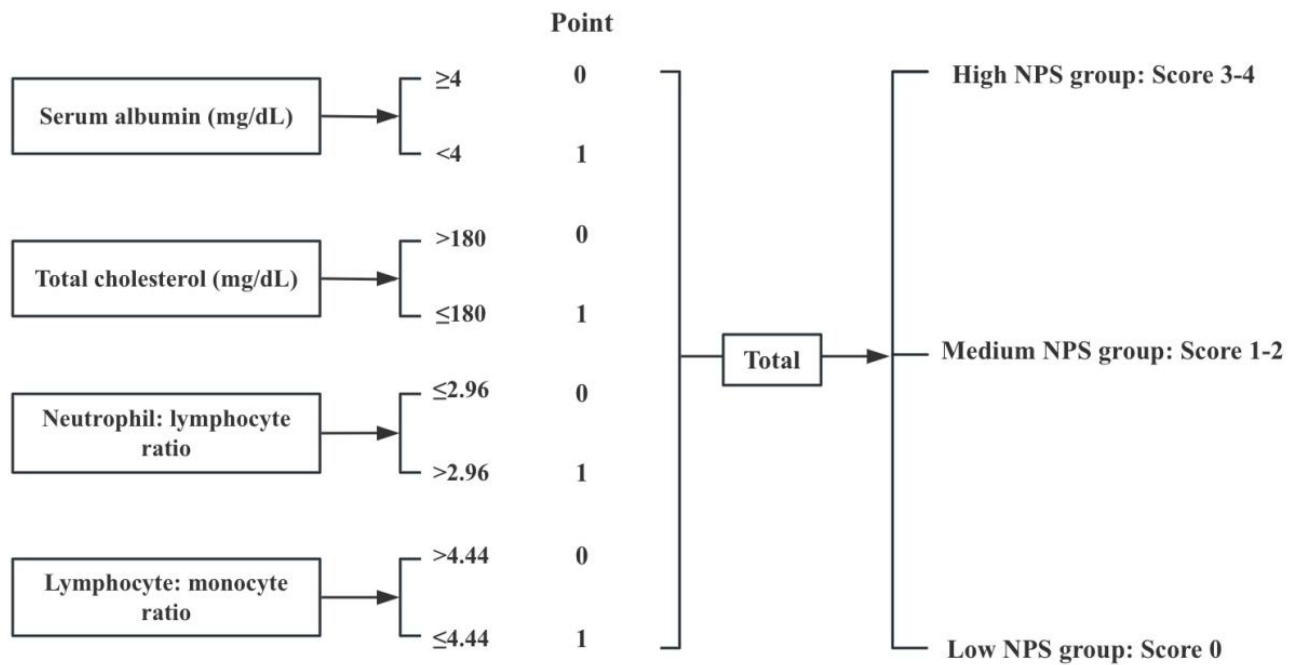 Point
Serum albumin (mg/dL)
≥4
0
<4
1
Total cholesterol (mg/dL)
>180
0
≤180
1
Neutrophil: lymphocyte
ratio
≤2.96
0
>2.96
1
Lymphocyte: monocyte
ratio
>4.44
0
≤4.44
1
Total
High NPS group: Score 3-4
Medium NPS group: Score 1-2
Low NPS group: Score 0